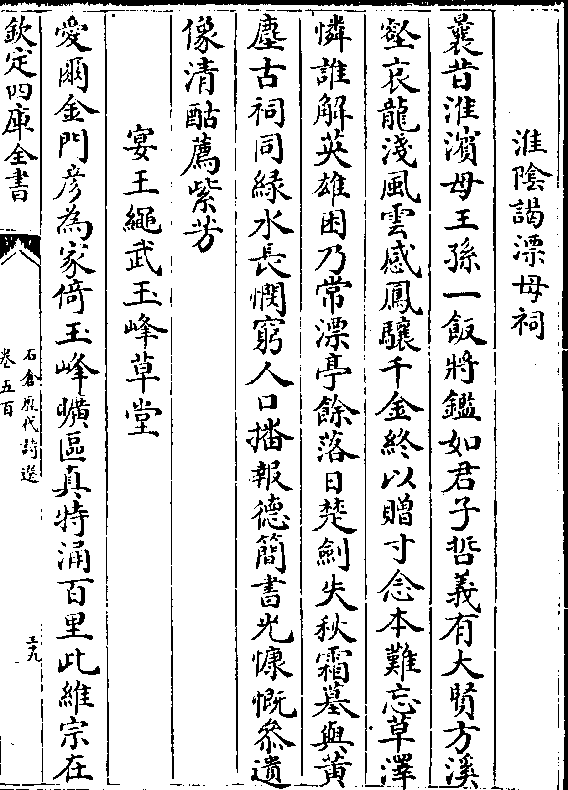 淮陰謁漂母祠
曩昔淮濱母王孫一飯將鑑如君子哲義有大賢方溪
壑哀龍淺風雲感鳳驤千金終以贈寸念本難忘草澤
憐誰解英雄困乃常漂亭餘落日楚劍失秋霜墓與黃
塵古祠同綠水長憫窮人口播報德簡書光慷慨叅遺
像清酤薦紫芳
宴王繩武玉峰草堂
愛爾金門彦為家倚玉峰曠區真特涌百里此維宗在
欽定四庫全書
石倉歷代詩選
卷五百
三九